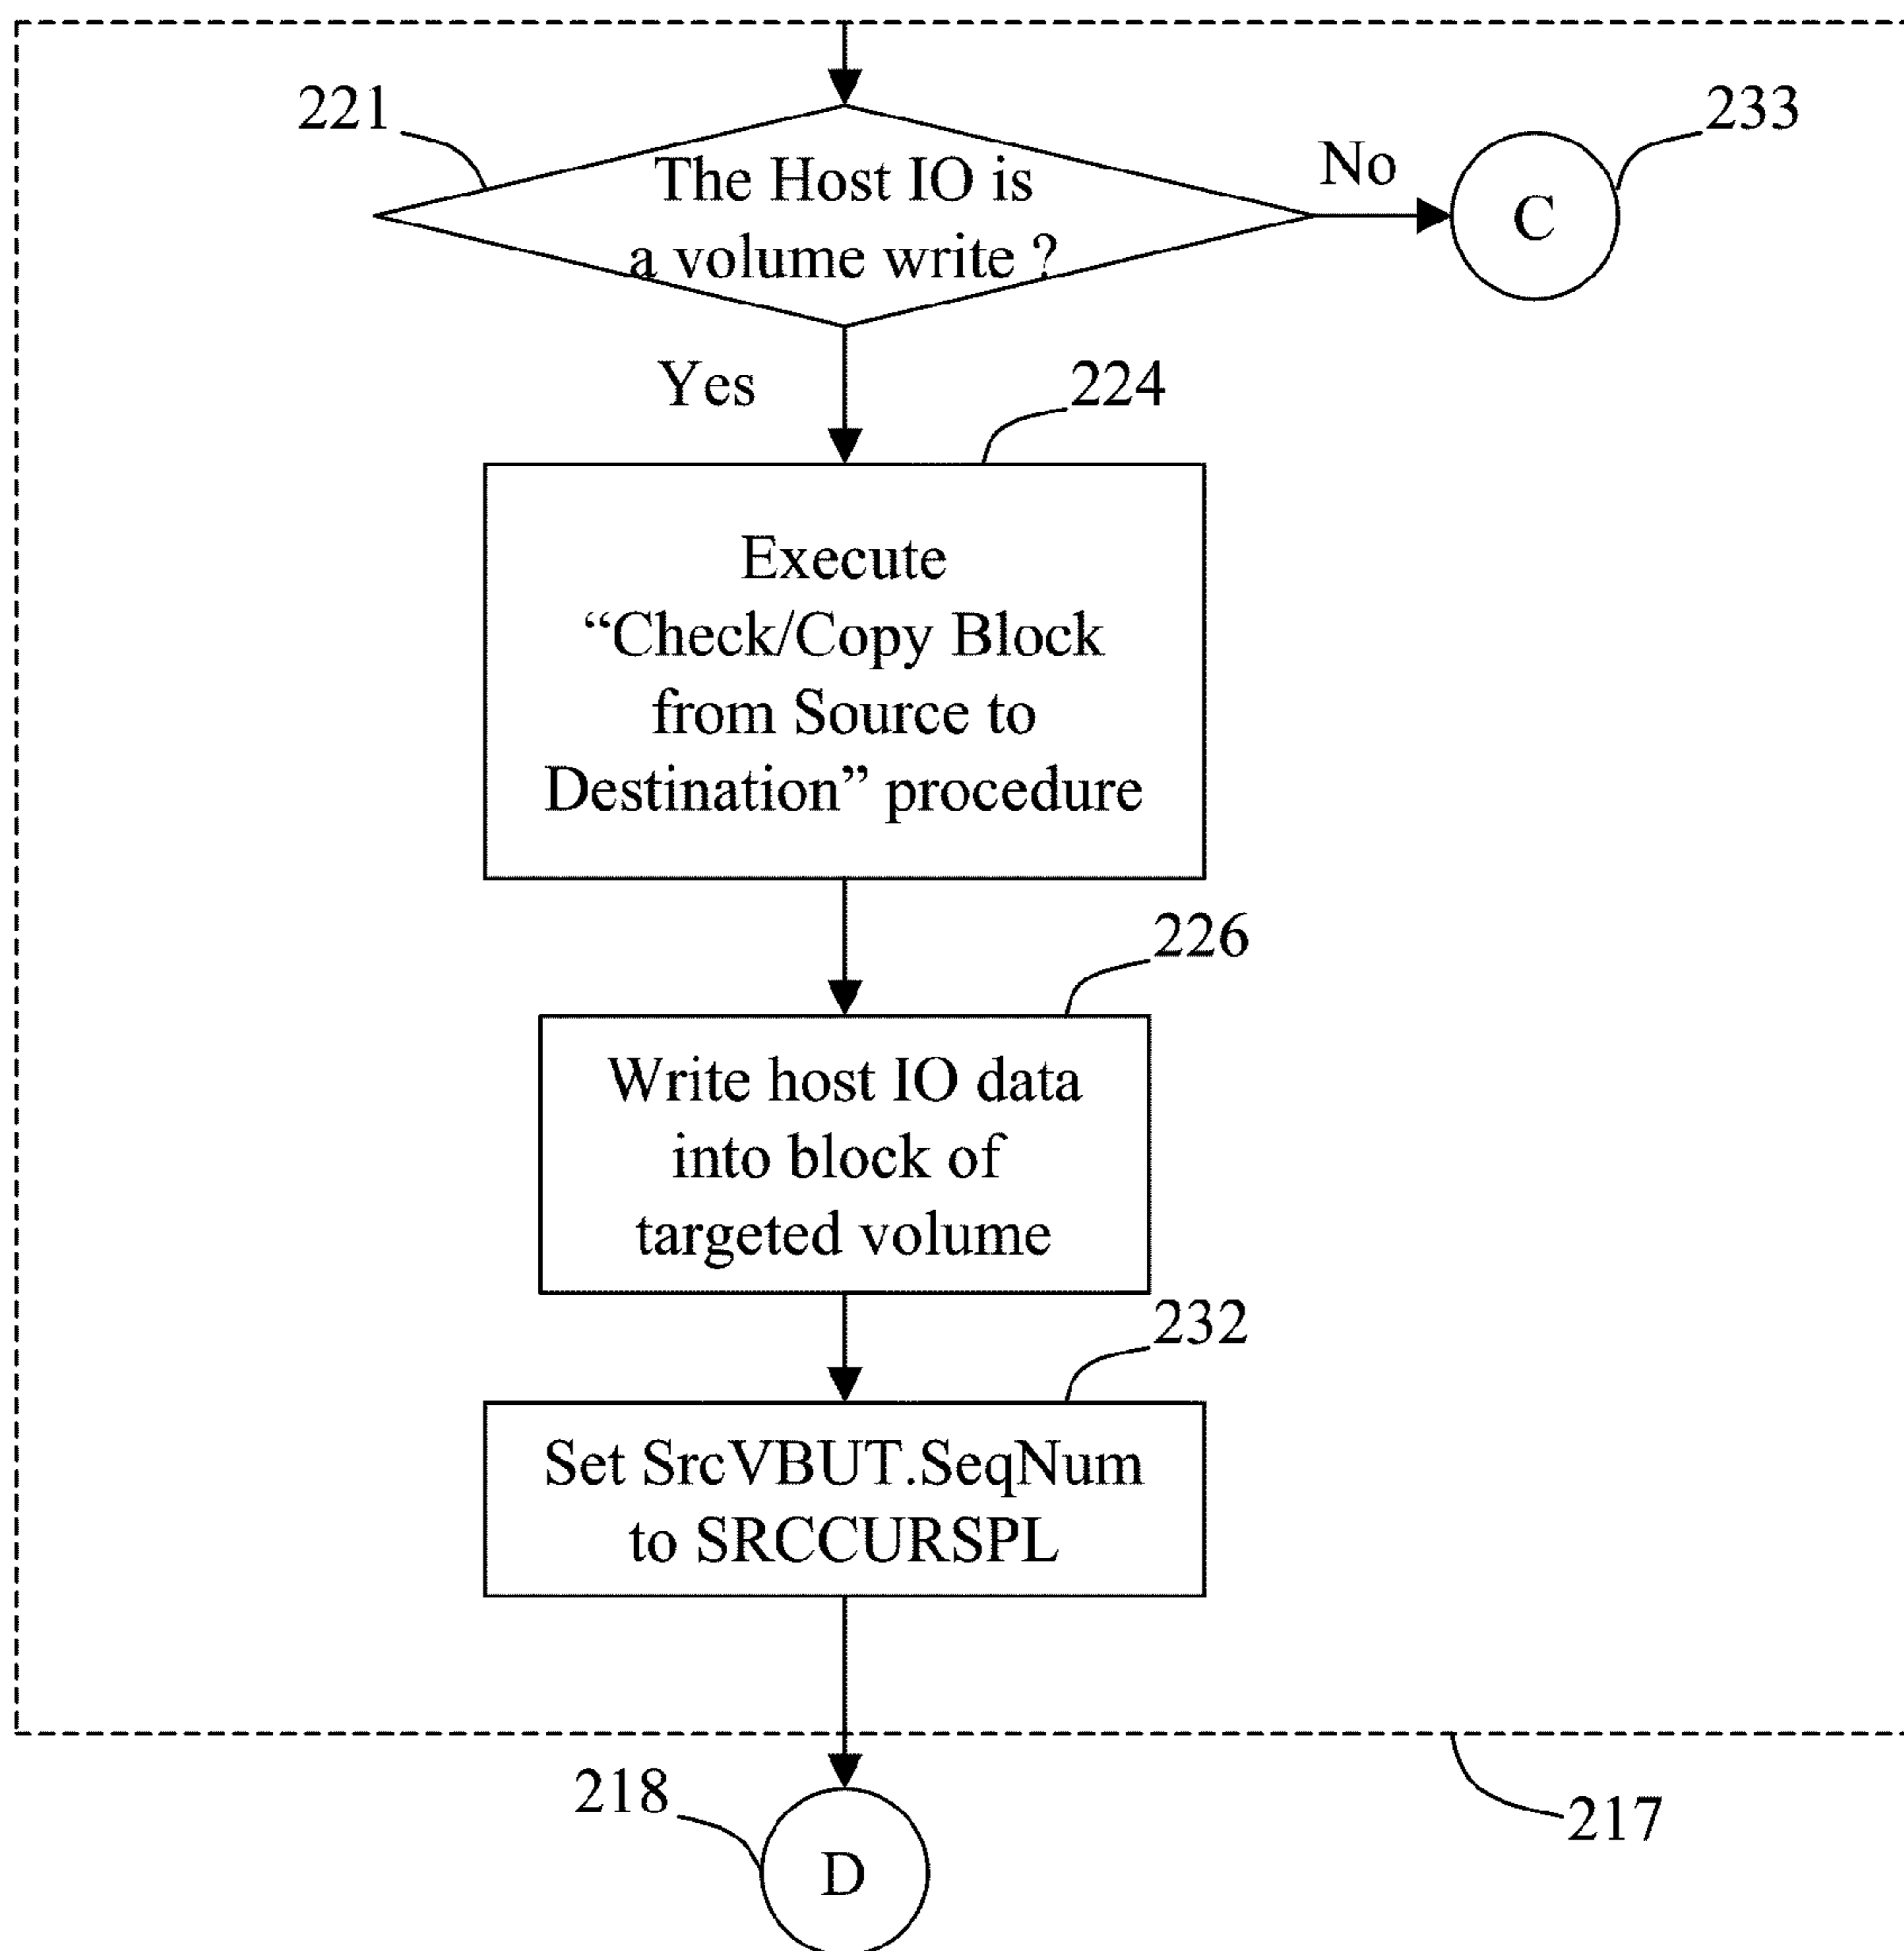 221
233
The Host IO is
a volume write ?
No
C
Yes
224
Execute
“Check/Copy Block
from Source to
Destination” procedure
226
Write host IO data
into block of
targeted volume
232
Set SrcVBUT.SeqNum
to SRCCURSPL
218
217
D